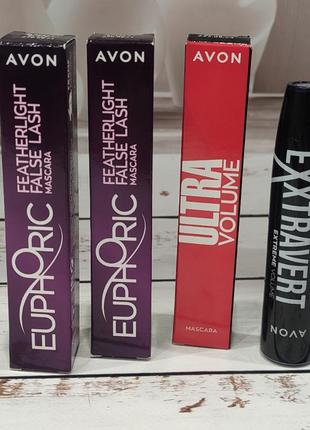 AVON
EUPHORIC
FEATHERLIGHT
FALSE LASH
MASCARA
AVON
EUPHORIC
FEATHERLIGHT
FALSE LASH
MASCARA
AVON
ULTRA
VOLUME
MASCARA
EXXTRAVERT
EXTREME VOLUME
AVON